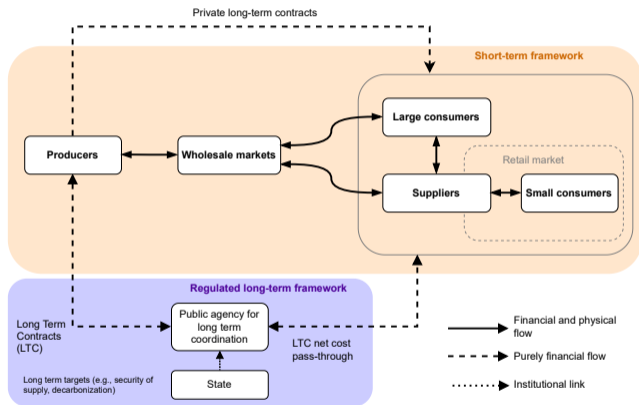 Private long-term contracts
Short-term framework
Large consumers
Producers
Wholesale markets
Retail market
Suppliers
Small consumers
Regulated long-term framework
Public agency for
long term
coordination
Long Term
Contracts
(LTC)
LTC net cost
pass-through
Long term targets (e.g., security of
supply, decarbonization)
State
Financial and physical
flow
Purely financial flow
Institutional link